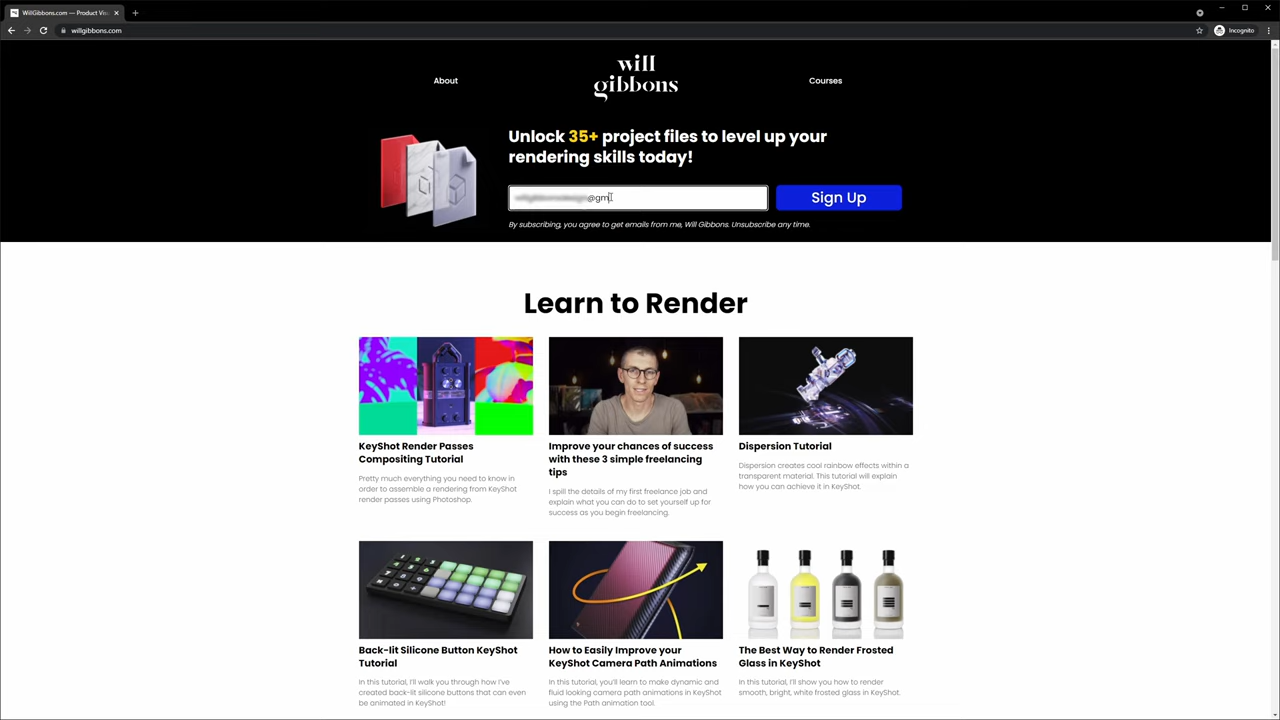 WillGibbons.com — Product Visu
willgibbons.com
Incognito
About
will
gibbons
Courses
Unlock 35+ project files to level up your
rendering skills today!
@gm
Sign Up
By subscribing, you agree to get emails from me, Will Gibbons. Unsubscribe any time.
Learn to Render
KeyShot Render Passes
Compositing Tutorial
Pretty much everything you need to know in
order to assemble a rendering from KeyShot
render passes using Photoshop.
Improve your chances of success
with these 3 simple freelancing
tips
I spill the details of my first freelance job and
explain what you can do to set yourself up for
success as you begin freelancing.
Dispersion Tutorial
Dispersion creates cool rainbow effects within a
transparent material. This tutorial will explain
how you can achieve it in KeyShot.
Back-lit Silicone Button KeyShot
Tutorial
In this tutorial, I'll walk you through how I've
created back-lit silicone buttons that can even
be animated in KeyShot!
How to Easily Improve your
KeyShot Camera Path Animations
In this tutorial, you'll learn to make dynamic and
fluid looking camera path animations in KeyShot
using the Path animation tool.
The Best Way to Render Frosted
Glass in KeyShot
In this tutorial, I'll show you how to render
smooth, bright, white frosted glass in KeyShot.